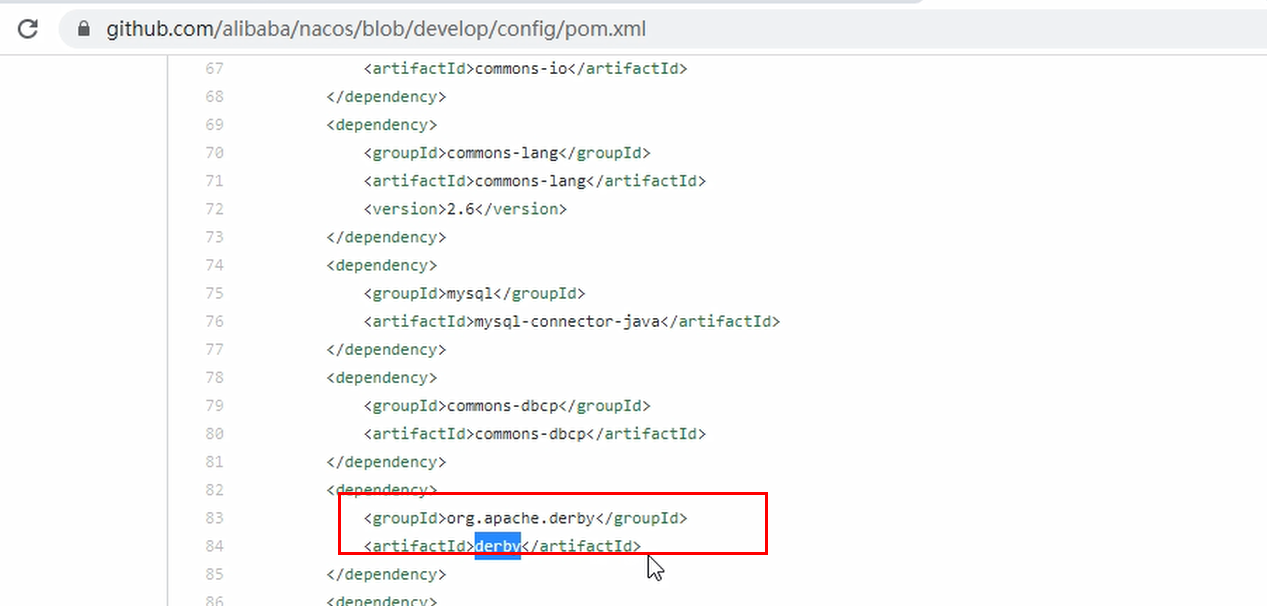 github.com/alibaba/nacos/blob/develop/config/pom.xml
67 <artifactId>commons-io</artifactId>
68 </dependency>
69 <dependency>
70 <groupId>commons-lang</groupId>
71 <artifactId>commons-lang</artifactId>
72 <version>2.6</version>
73 </dependency>
74 <dependency>
75 <groupId>mysql</groupId>
76 <artifactId>mysql-connector-java</artifactId>
77 </dependency>
78 <dependency>
79 <groupId>commons-dbcp</groupId>
80 <artifactId>commons-dbcp</artifactId>
81 </dependency>
82 <dependency>
83 <groupId>org.apache.derby</groupId>
84 <artifactId>derby</artifactId>
85 </dependency>
86 <dependency>